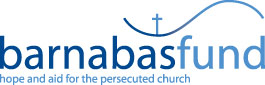 barnabasfund
hope and aid for the persecuted church